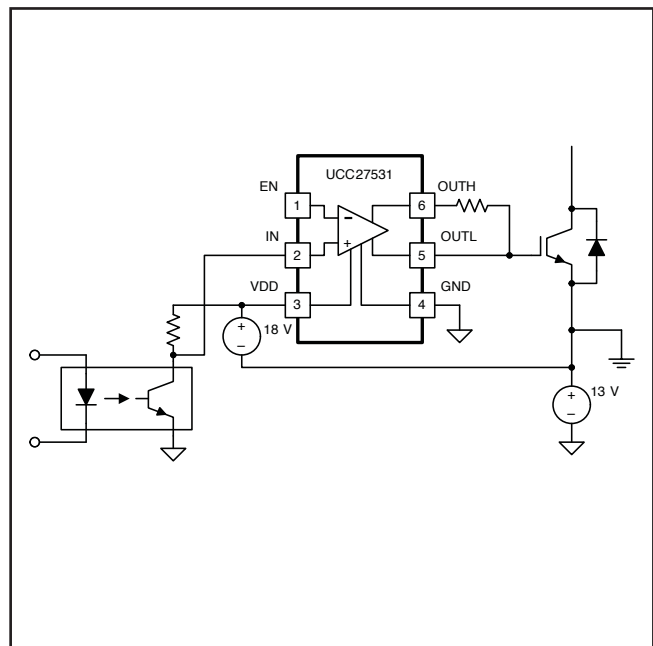 UCC27531
EN
OUTH
1
6
IN
OUTL
2
5
VDD
GND
3
4
+
−
18 V
+
−
13 V
−
+